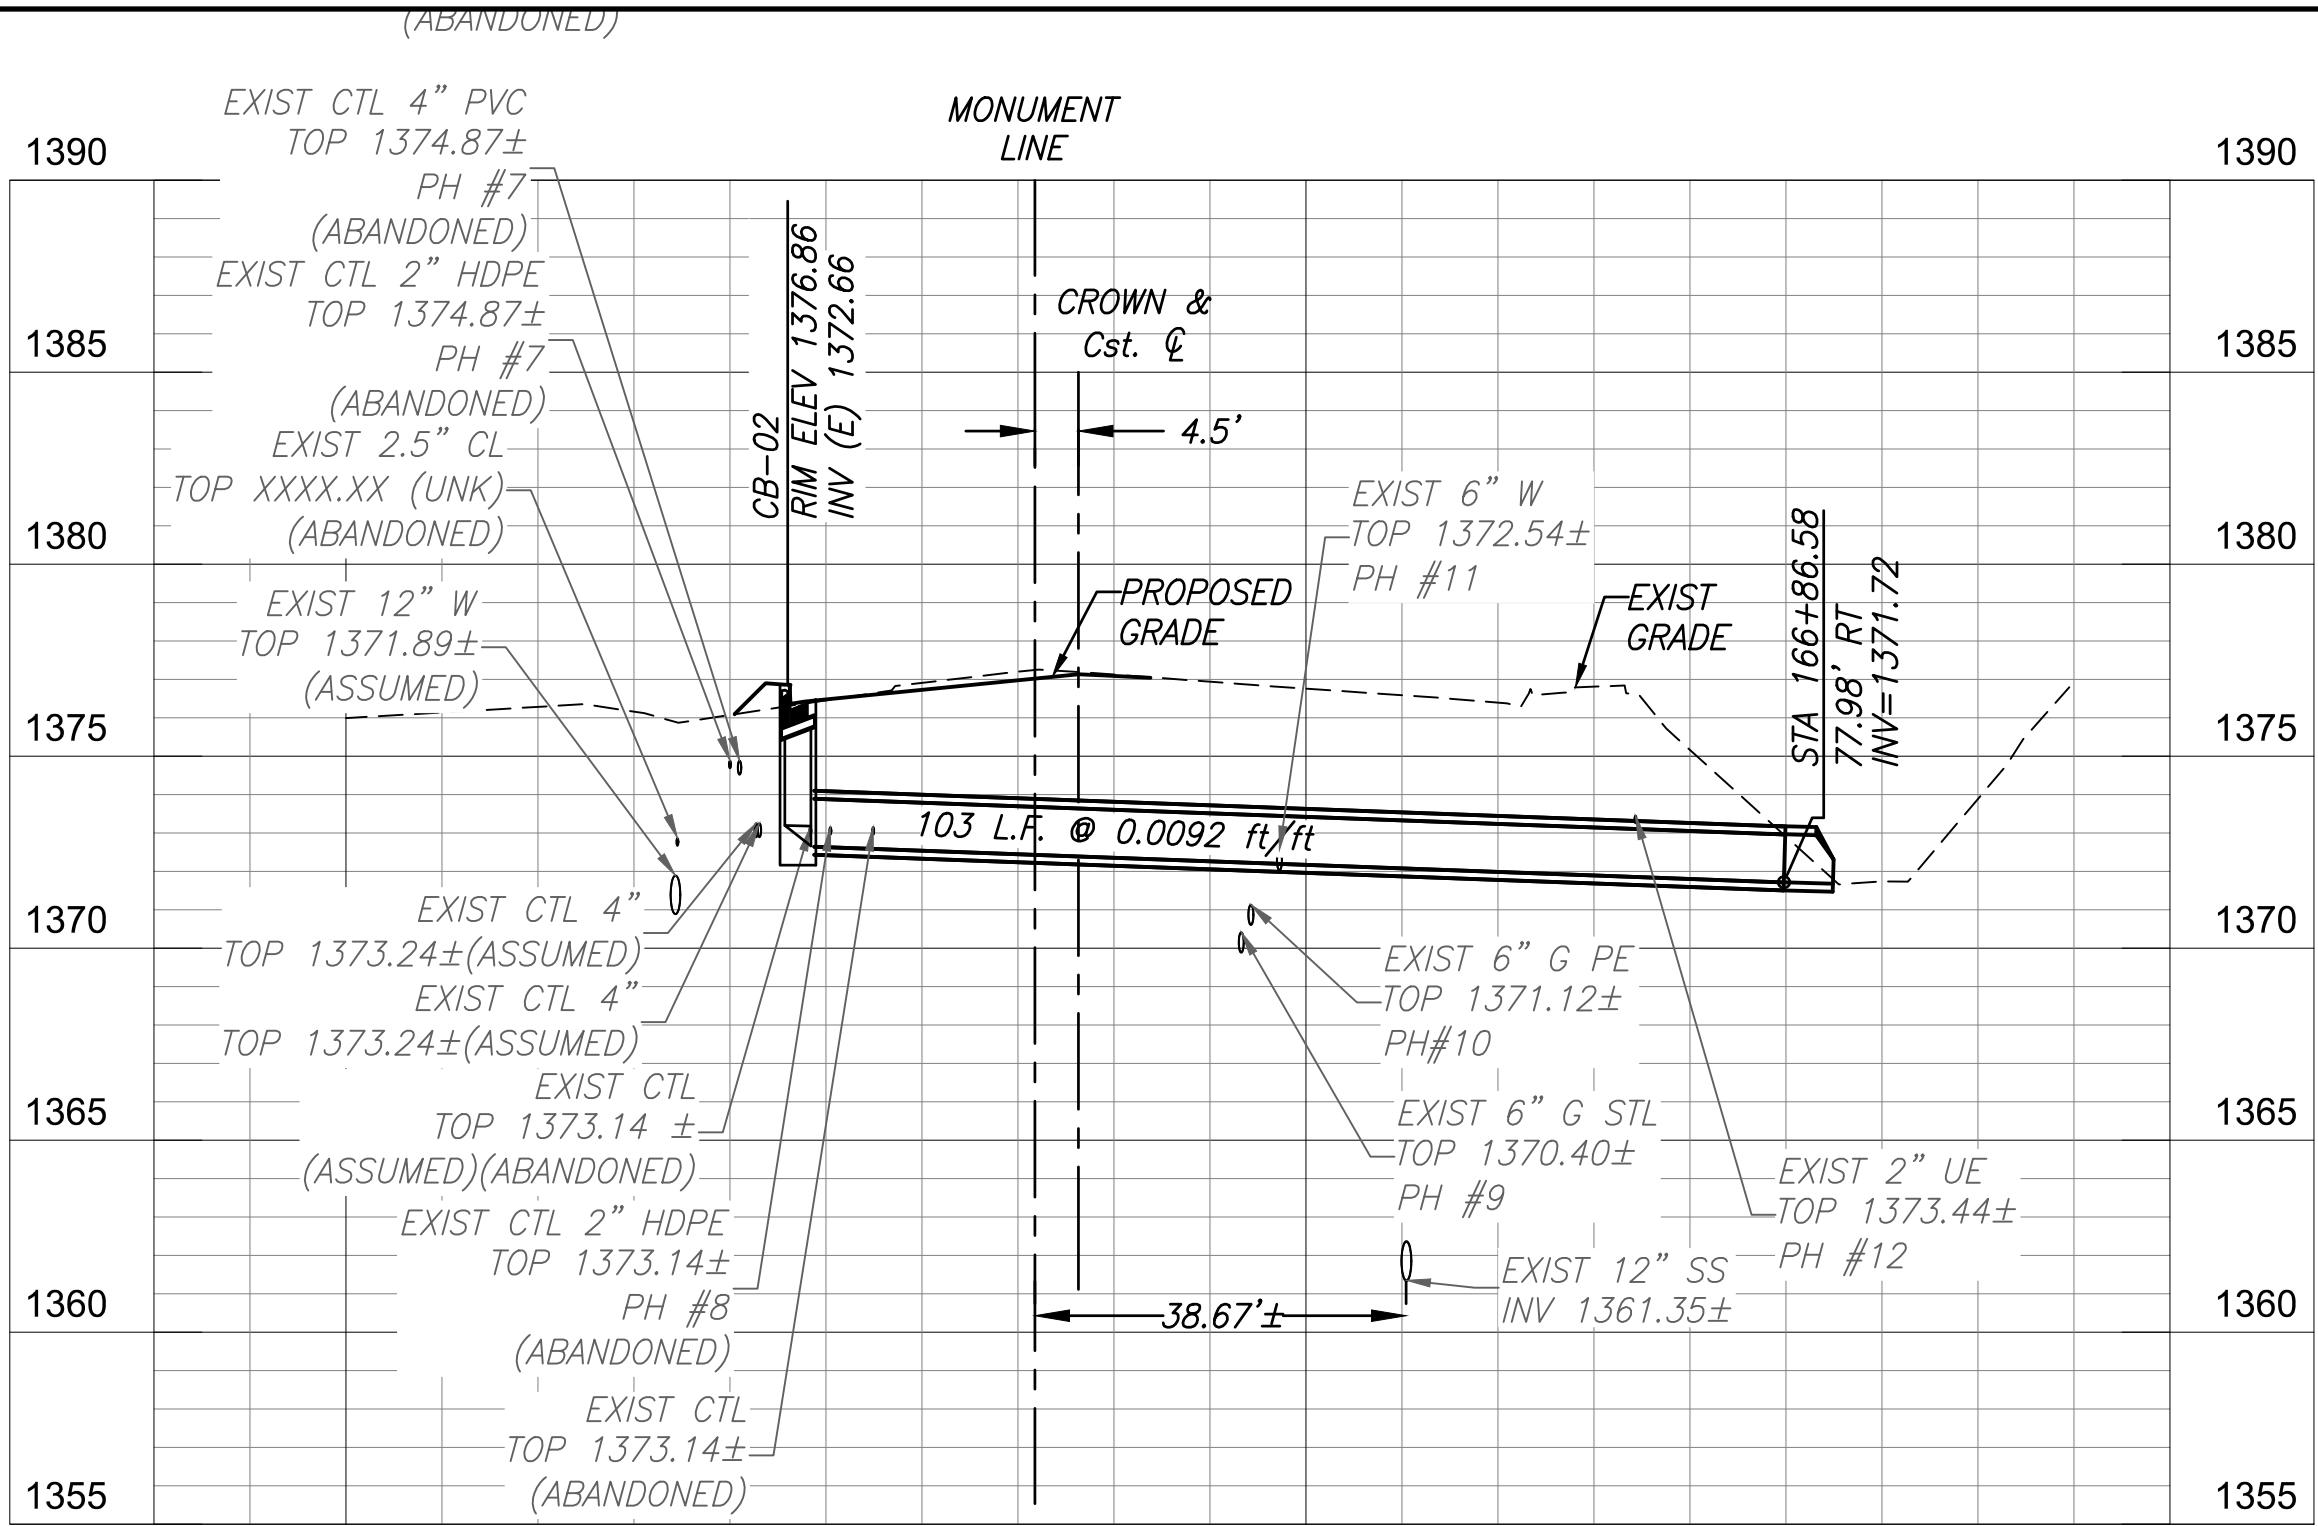 (ABANDONED)
EXIST CTL 4" PVC
TOP 1374.87±
PH #7
(ABANDONED)
EXIST CTL 2" HDPE
TOP 1374.87±
PH #7
(ABANDONED)
EXIST 2.5" CL
TOP XXXX.XX (UNK)
(ABANDONED)
EXIST 12" W
TOP 1371.89±
(ASSUMED)
EXIST CTL 4"
TOP 1373.24±(ASSUMED)
EXIST CTL 4"
TOP 1373.24±(ASSUMED)
EXIST CTL
TOP 1373.14 ±
(ASSUMED)(ABANDONED)
EXIST CTL 2" HDPE
TOP 1373.14±
PH #8
(ABANDONED)
EXIST CTL
TOP 1373.14±
(ABANDONED)
1390
1385
1380
1375
1370
1365
1360
1355
CB-02
RIM ELEV 1376.86
INV (E) 1372.66
MONUMENT
LINE
CROWN &
Cst. ℄
4.5'
PROPOSED
GRADE
EXIST 6" W
TOP 1372.54±
PH #11
EXIST
GRADE
STA 166+86.58
77.98' RT
INV=1371.72
103 L.F. @ 0.0092 ft/ft
EXIST 6" G PE
TOP 1371.12±
PH#10
EXIST 6" G STL
TOP 1370.40±
PH #9
EXIST 2" UE
TOP 1373.44±
PH #12
EXIST 12" SS
INV 1361.35±
38.67'±
1390
1385
1380
1375
1370
1365
1360
1355